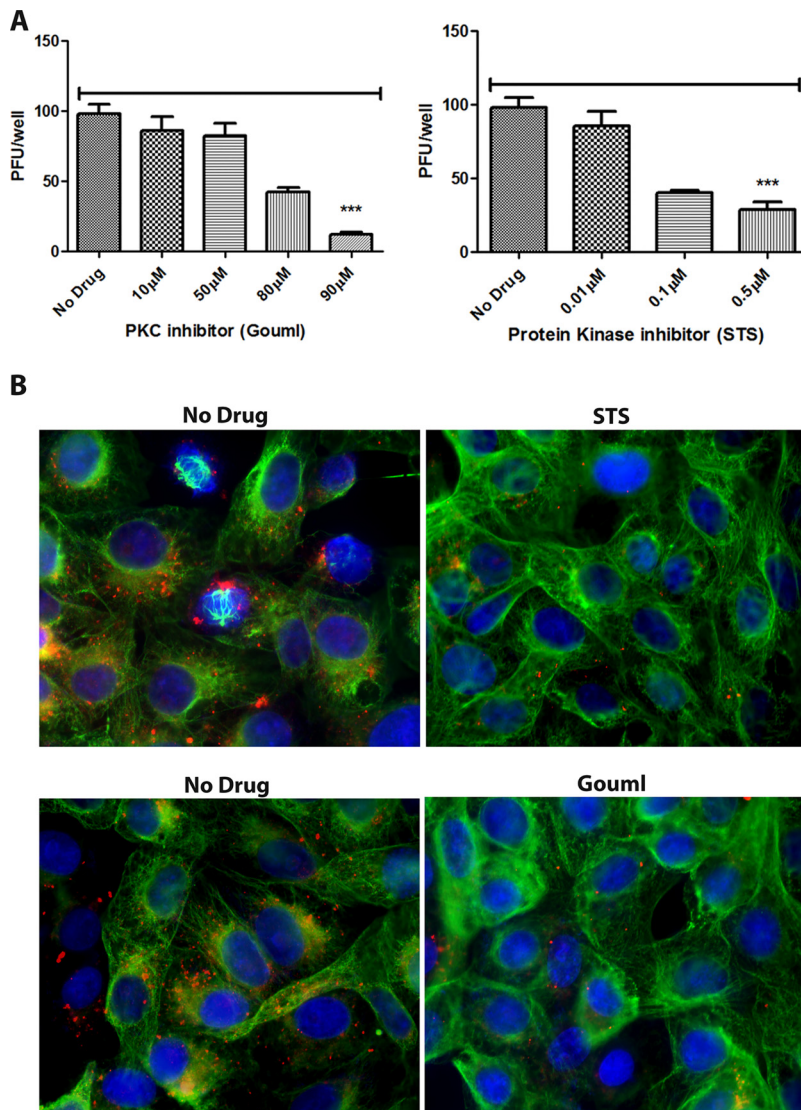 A
150
100
50
0
PFU/well
***
No Drug
10µM
50µM
80µM
90µM
PKC inhibitor (Gouml)
150
100
50
0
PFU/well
***
No Drug
0.01µM
0.1µM
0.5µM
Protein Kinase inhibitor (STS)
B
No Drug
STS
No Drug
Gouml